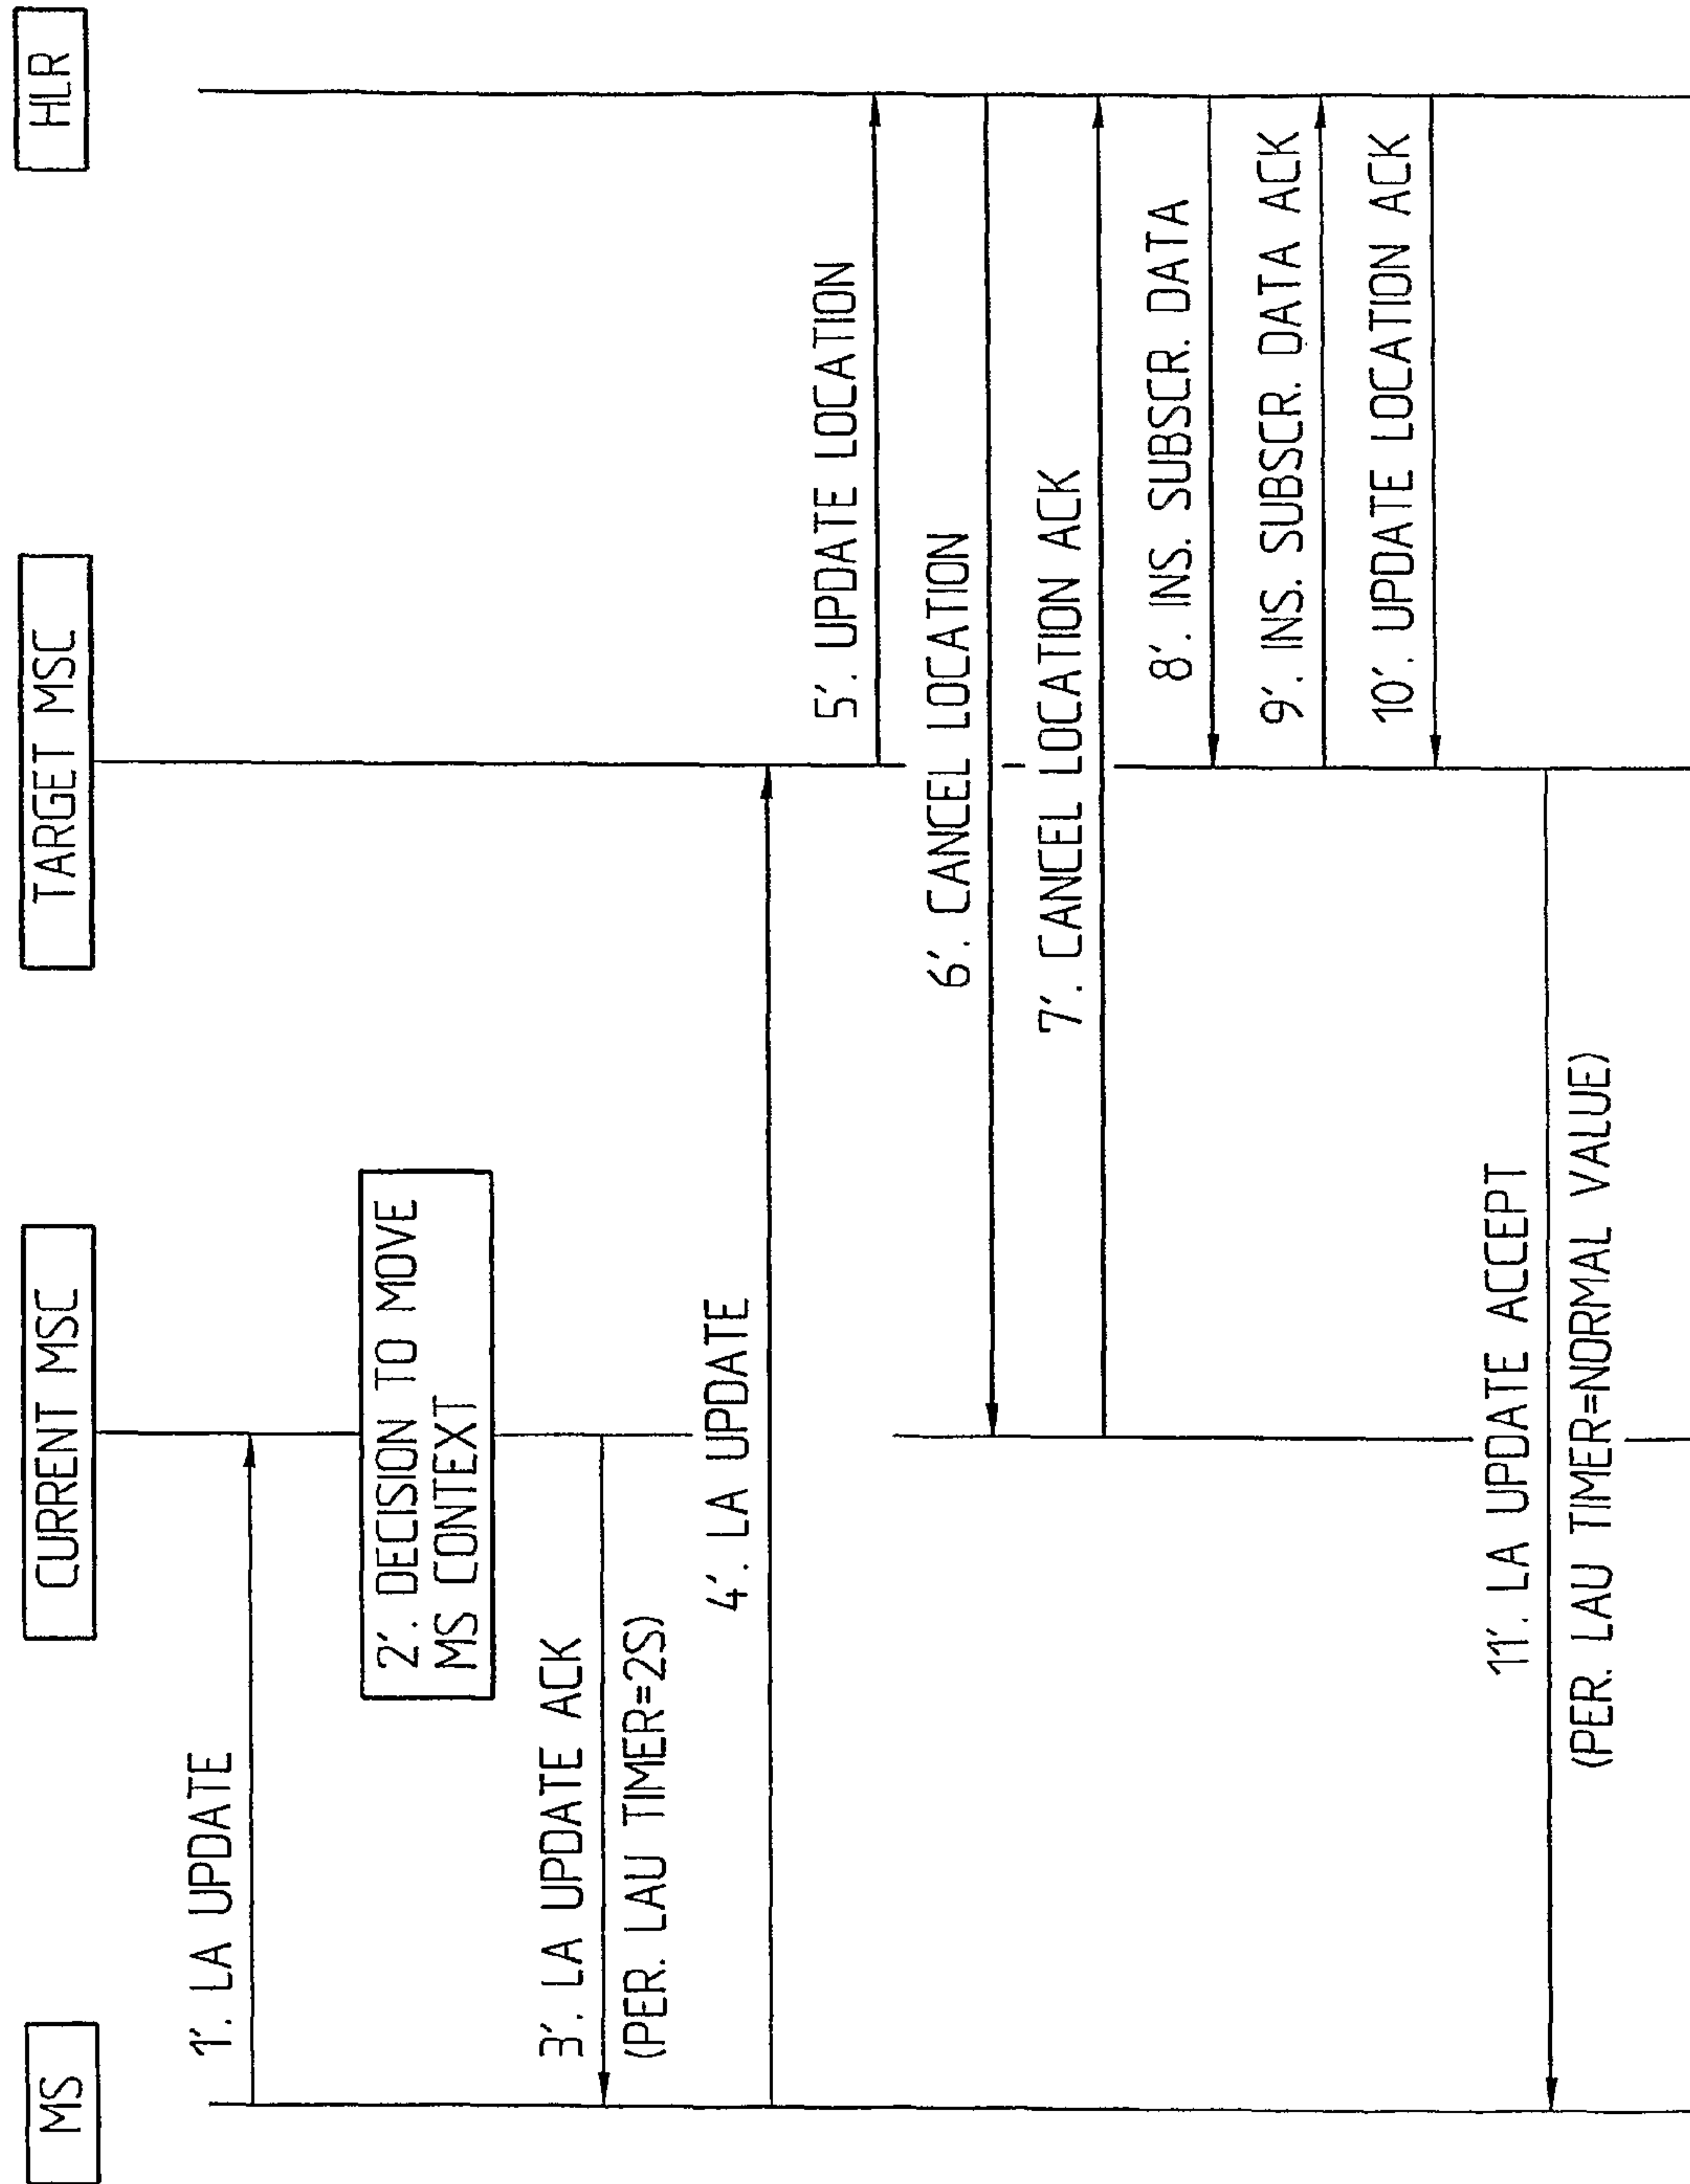 MS
CURRENT MSC
TARGET MSC
HLR
1'. LA UPDATE
2'. DECISION TO MOVE
MS CONTEXT
3'. LA UPDATE ACK
(PER. LAU TIMER=2S)
4'. LA UPDATE
5'. UPDATE LOCATION
6'. CANCEL LOCATION
7'. CANCEL LOCATION ACK
8'. INS. SUBSCR. DATA
9'. INS. SUBSCR. DATA ACK
10'. UPDATE LOCATION ACK
11'. LA UPDATE ACCEPT
(PER. LAU TIMER=NORMAL VALUE)